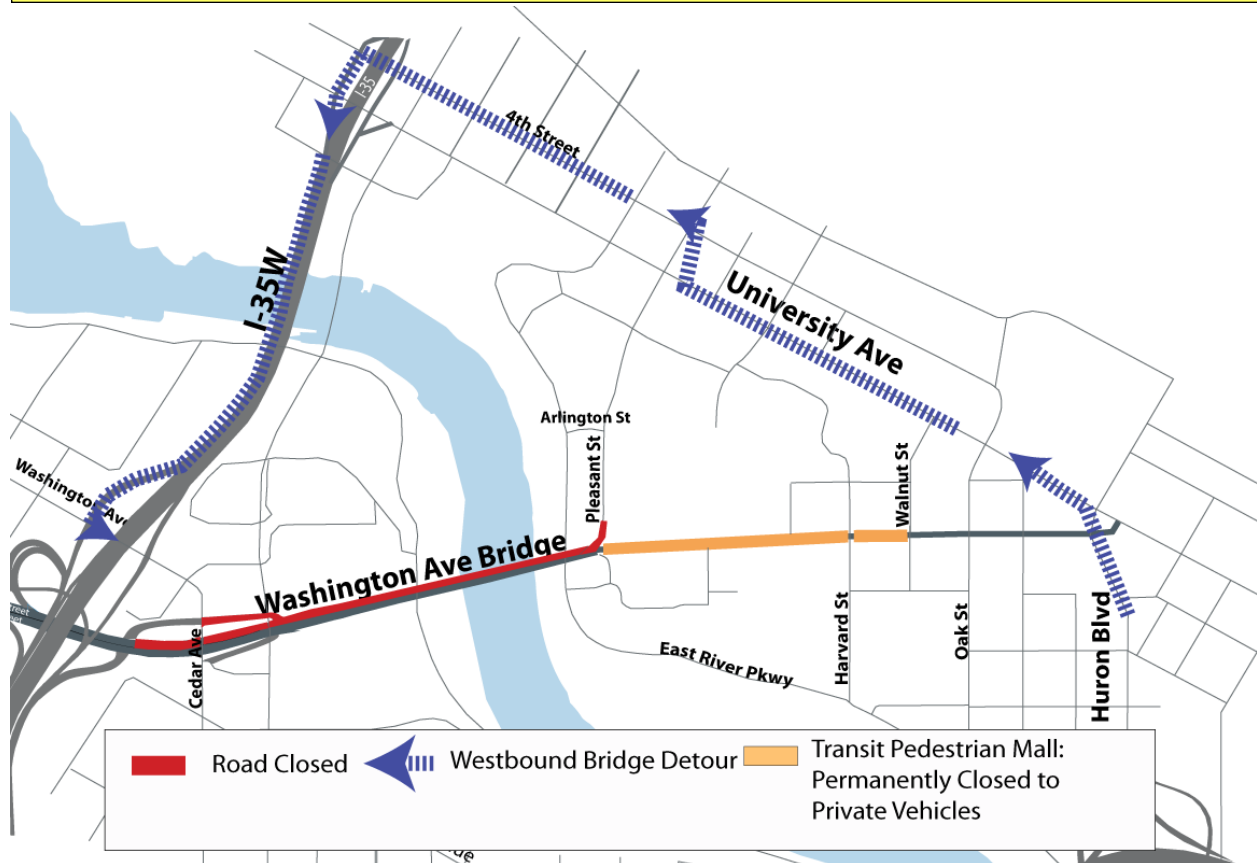 I-35
4th Street
I-35W
University Ave
Arlington St
Pleasant St
Walnut St
Washington Ave
Washington Ave Bridge
Cedar Ave
Harvard St
Oak St
Huron Blvd
East River Pkwy
Road Closed
Westbound Bridge Detour
Transit Pedestrian Mall:
Permanently Closed to
Private Vehicles